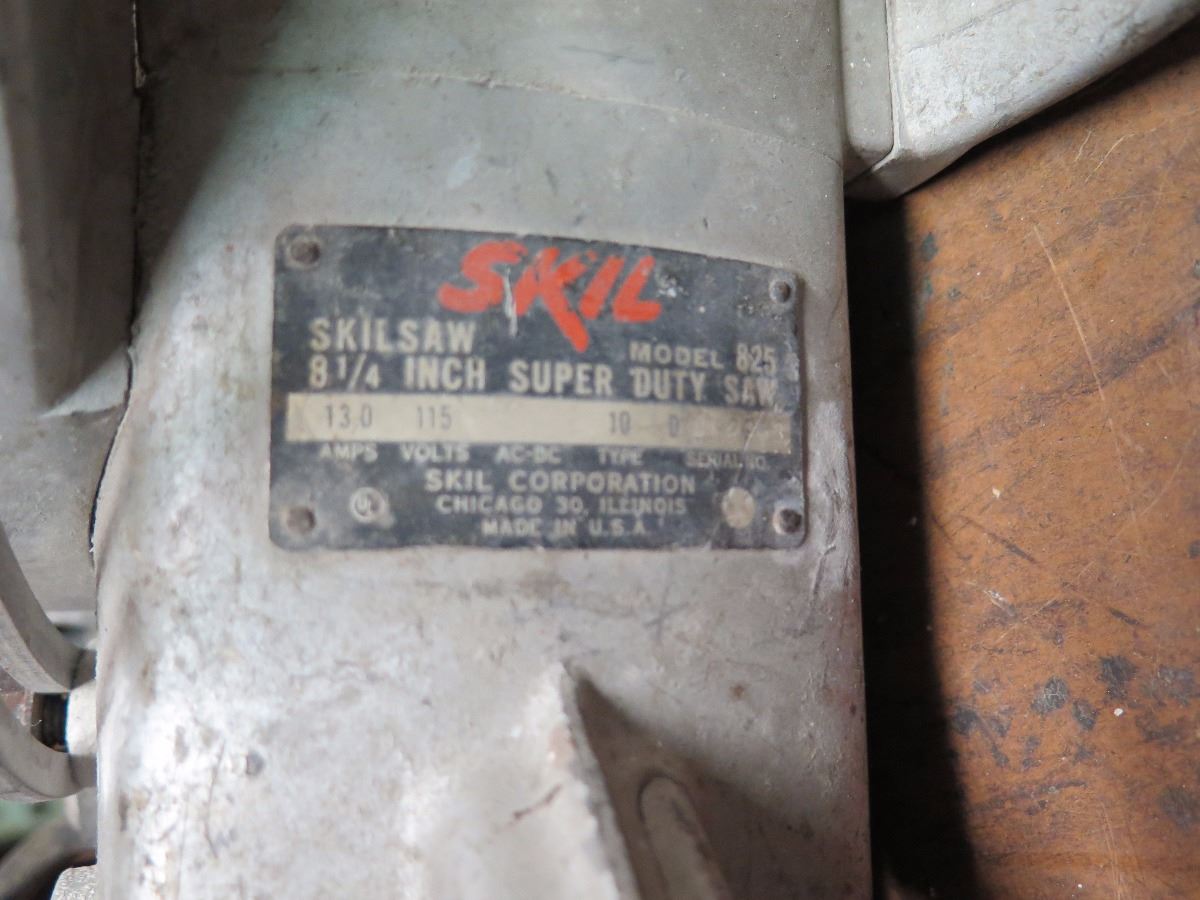 SKIL
SKILSAW MODEL 825
8 1/4 INCH SUPER DUTY SAW
13.0 115 10 D
AMPS VOLTS AC-DC TYPE SERIAL NO.
SKIL CORPORATION
UL CHICAGO 30, ILLINOIS
MADE IN U.S.A.